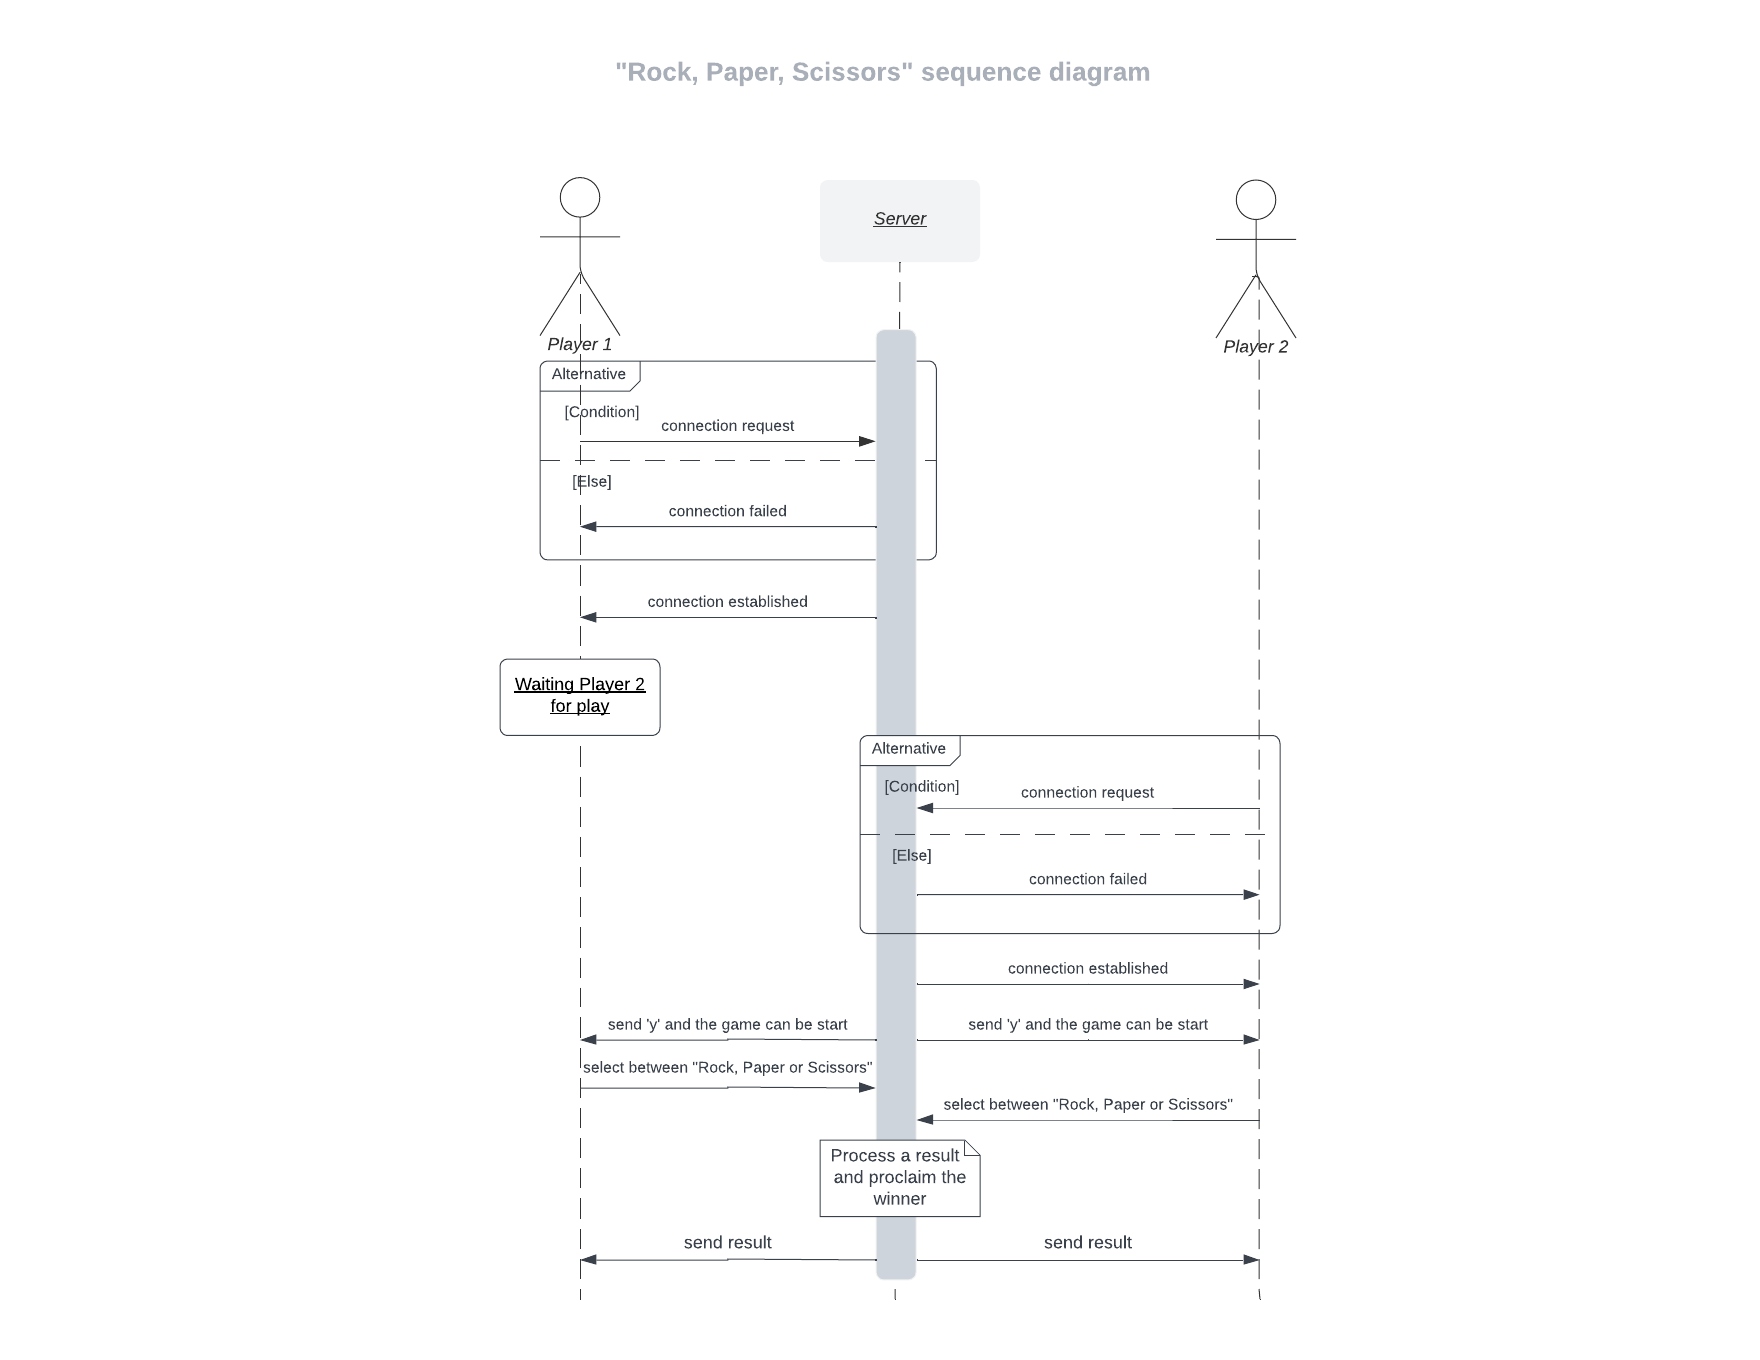 "Rock, Paper, Scissors" sequence diagram
Server
Player 1
Player 2
Alternative
[Condition]
connection request
[Else]
connection failed
connection established
Waiting Player 2
for play
Alternative
[Condition]
connection request
[Else]
connection failed
connection established
send 'y' and the game can be start
send 'y' and the game can be start
select between "Rock, Paper or Scissors"
select between "Rock, Paper or Scissors"
Process a result
and proclaim the
winner
send result
send result